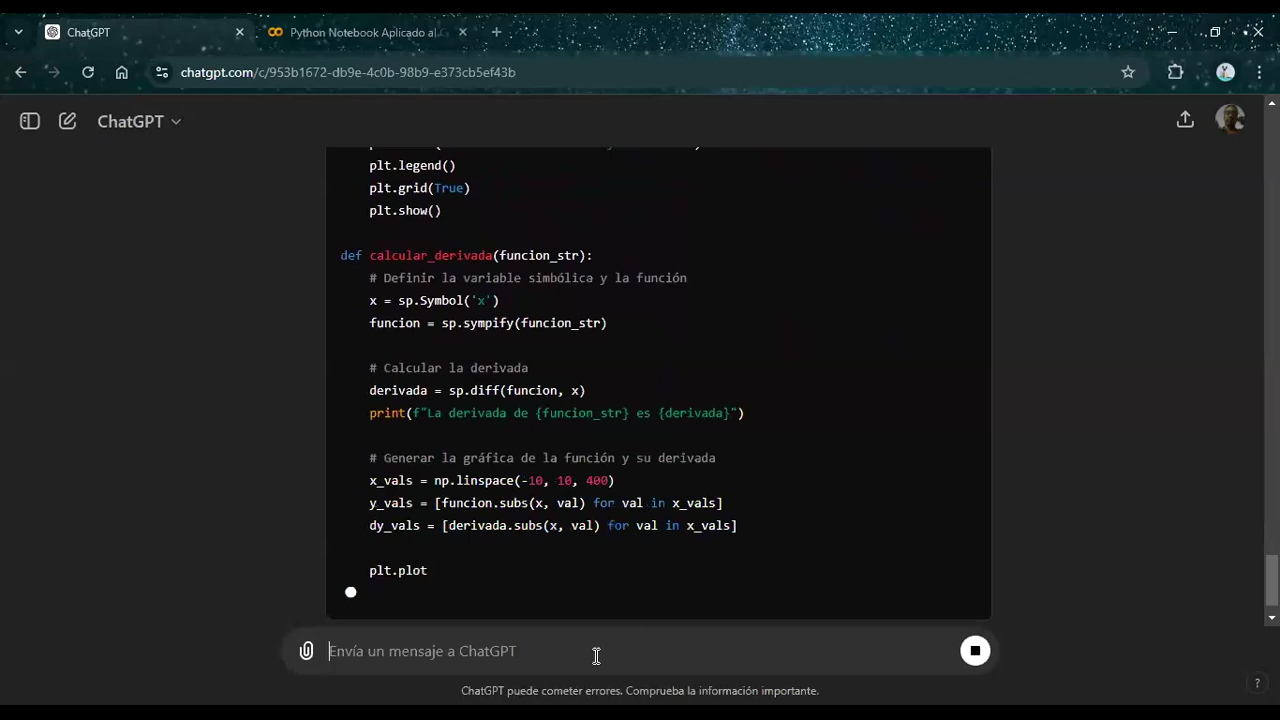 ChatGPT
Python Notebook Aplicado al C
chatgpt.com/c/953b1672-db9e-4c0b-98b9-e373cb5ef43b
ChatGPT
plt.legend()
plt.grid(True)
plt.show()
def calcular_derivada(funcion_str):
# Definir la variable simbólica y la función
x = sp.Symbol('x')
funcion = sp.sympify(funcion_str)
# Calcular la derivada
derivada = sp.diff(funcion, x)
print(f"La derivada de {funcion_str} es {derivada}")
# Generar la gráfica de la función y su derivada
x_vals = np.linspace(-10, 10, 400)
y_vals = [funcion.subs(x, val) for val in x_vals]
dy_vals = [derivada.subs(x, val) for val in x_vals]
plt.plot
Envía un mensaje a ChatGPT
ChatGPT puede cometer errores. Comprueba la información importante.
?